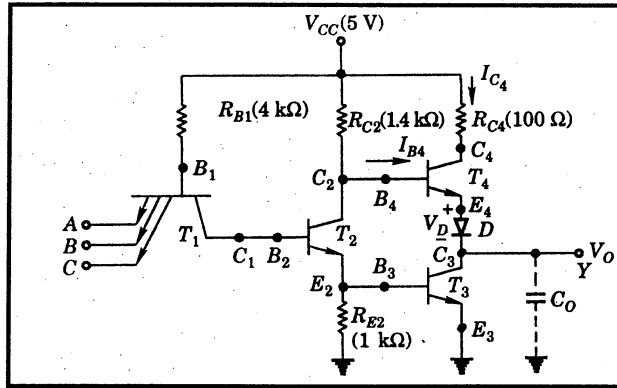 V_CC (5 V)
I_C4
R_B1 (4 kΩ)
R_C2 (1.4 kΩ)
R_C4 (100 Ω)
I_B4
C_4
B_1
C_2
T_4
B_4
E_4
A
+
V_D
D
B
T_1
T_2
–
C_3
V_O
C
C_1
B_2
Y
E_2
B_3
T_3
C_O
R_E2
(1 kΩ)
E_3